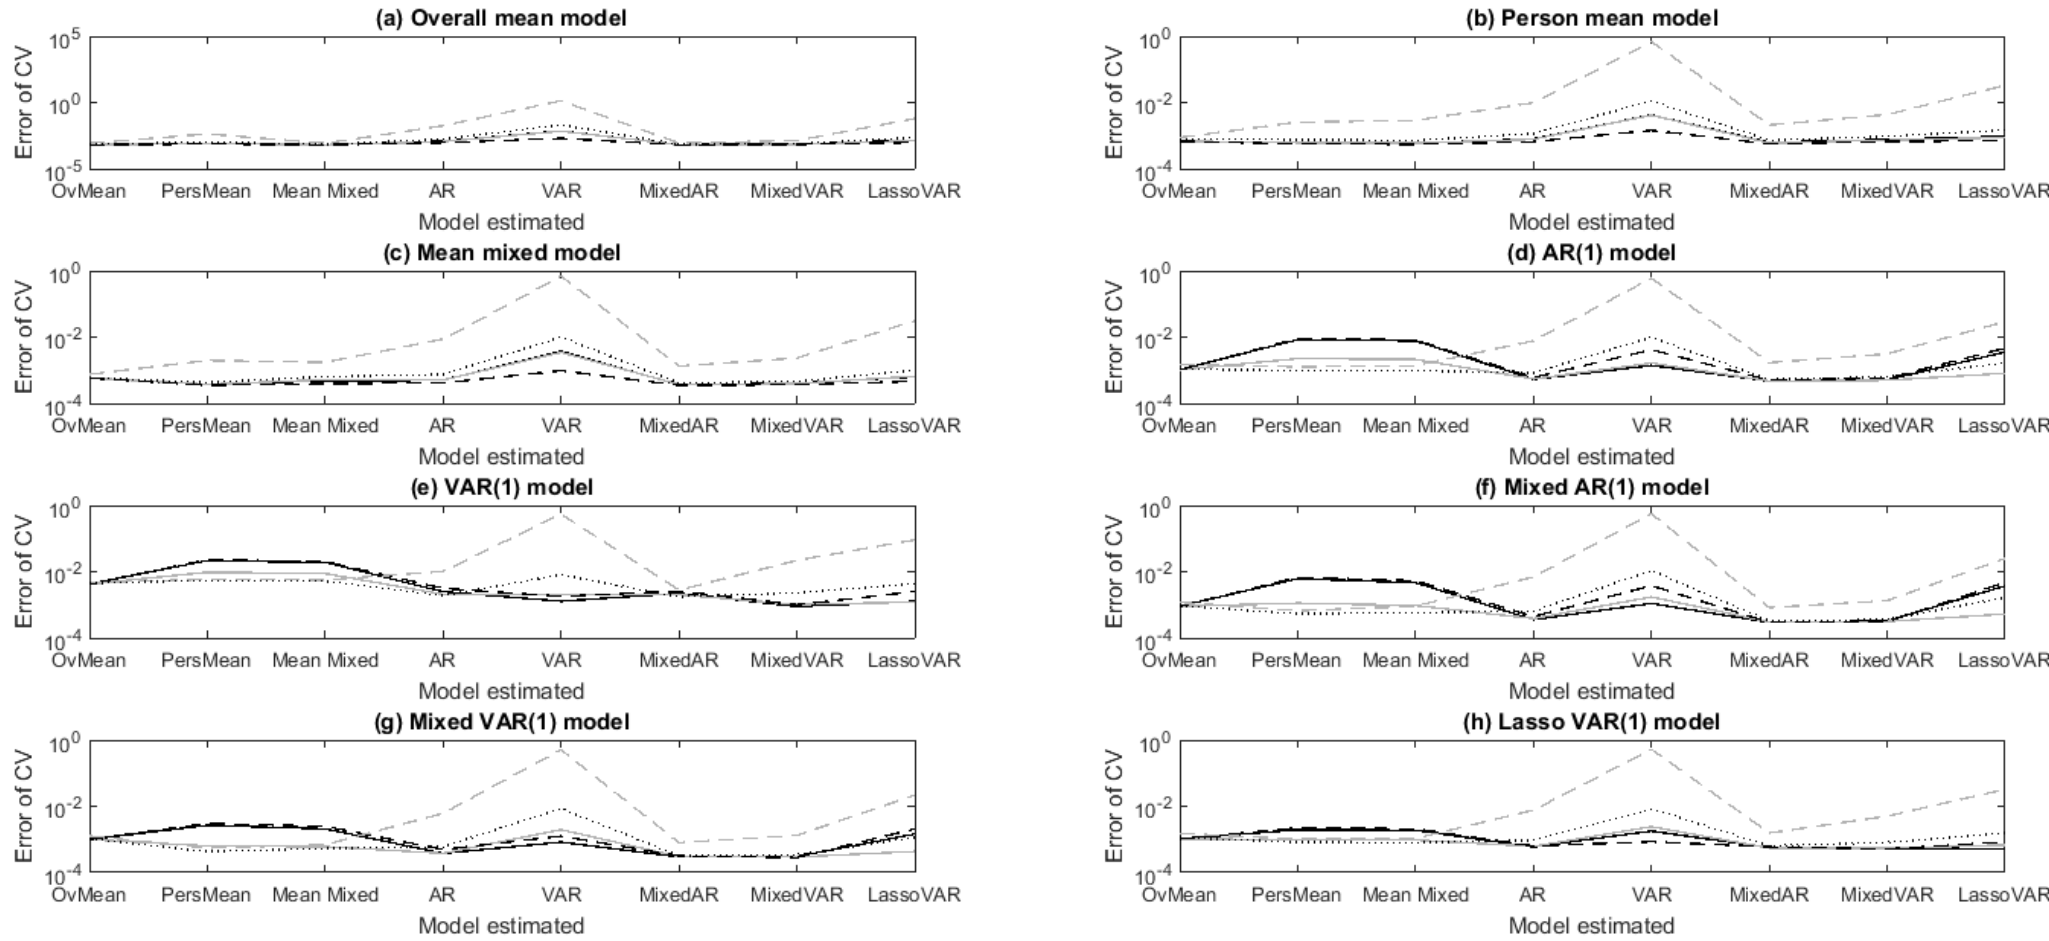 (a) Overall mean model
10^5
10^0
10^-5
Error of CV
OvMean PersMean Mean Mixed AR VAR MixedAR MixedVAR LassoVAR
Model estimated
(b) Person mean model
10^0
10^-2
10^-4
Error of CV
OvMean PersMean Mean Mixed AR VAR MixedAR MixedVAR LassoVAR
Model estimated
(c) Mean mixed model
10^0
10^-2
10^-4
Error of CV
OvMean PersMean Mean Mixed AR VAR MixedAR MixedVAR LassoVAR
Model estimated
(d) AR(1) model
10^0
10^-2
10^-4
Error of CV
OvMean PersMean Mean Mixed AR VAR MixedAR MixedVAR LassoVAR
Model estimated
(e) VAR(1) model
10^0
10^-2
10^-4
Error of CV
OvMean PersMean Mean Mixed AR VAR MixedAR MixedVAR LassoVAR
Model estimated
(f) Mixed AR(1) model
10^0
10^-2
10^-4
Error of CV
OvMean PersMean Mean Mixed AR VAR MixedAR MixedVAR LassoVAR
Model estimated
(g) Mixed VAR(1) model
10^0
10^-2
10^-4
Error of CV
OvMean PersMean Mean Mixed AR VAR MixedAR MixedVAR LassoVAR
Model estimated
(h) Lasso VAR(1) model
10^0
10^-2
10^-4
Error of CV
OvMean PersMean Mean Mixed AR VAR MixedAR MixedVAR LassoVAR
Model estimated